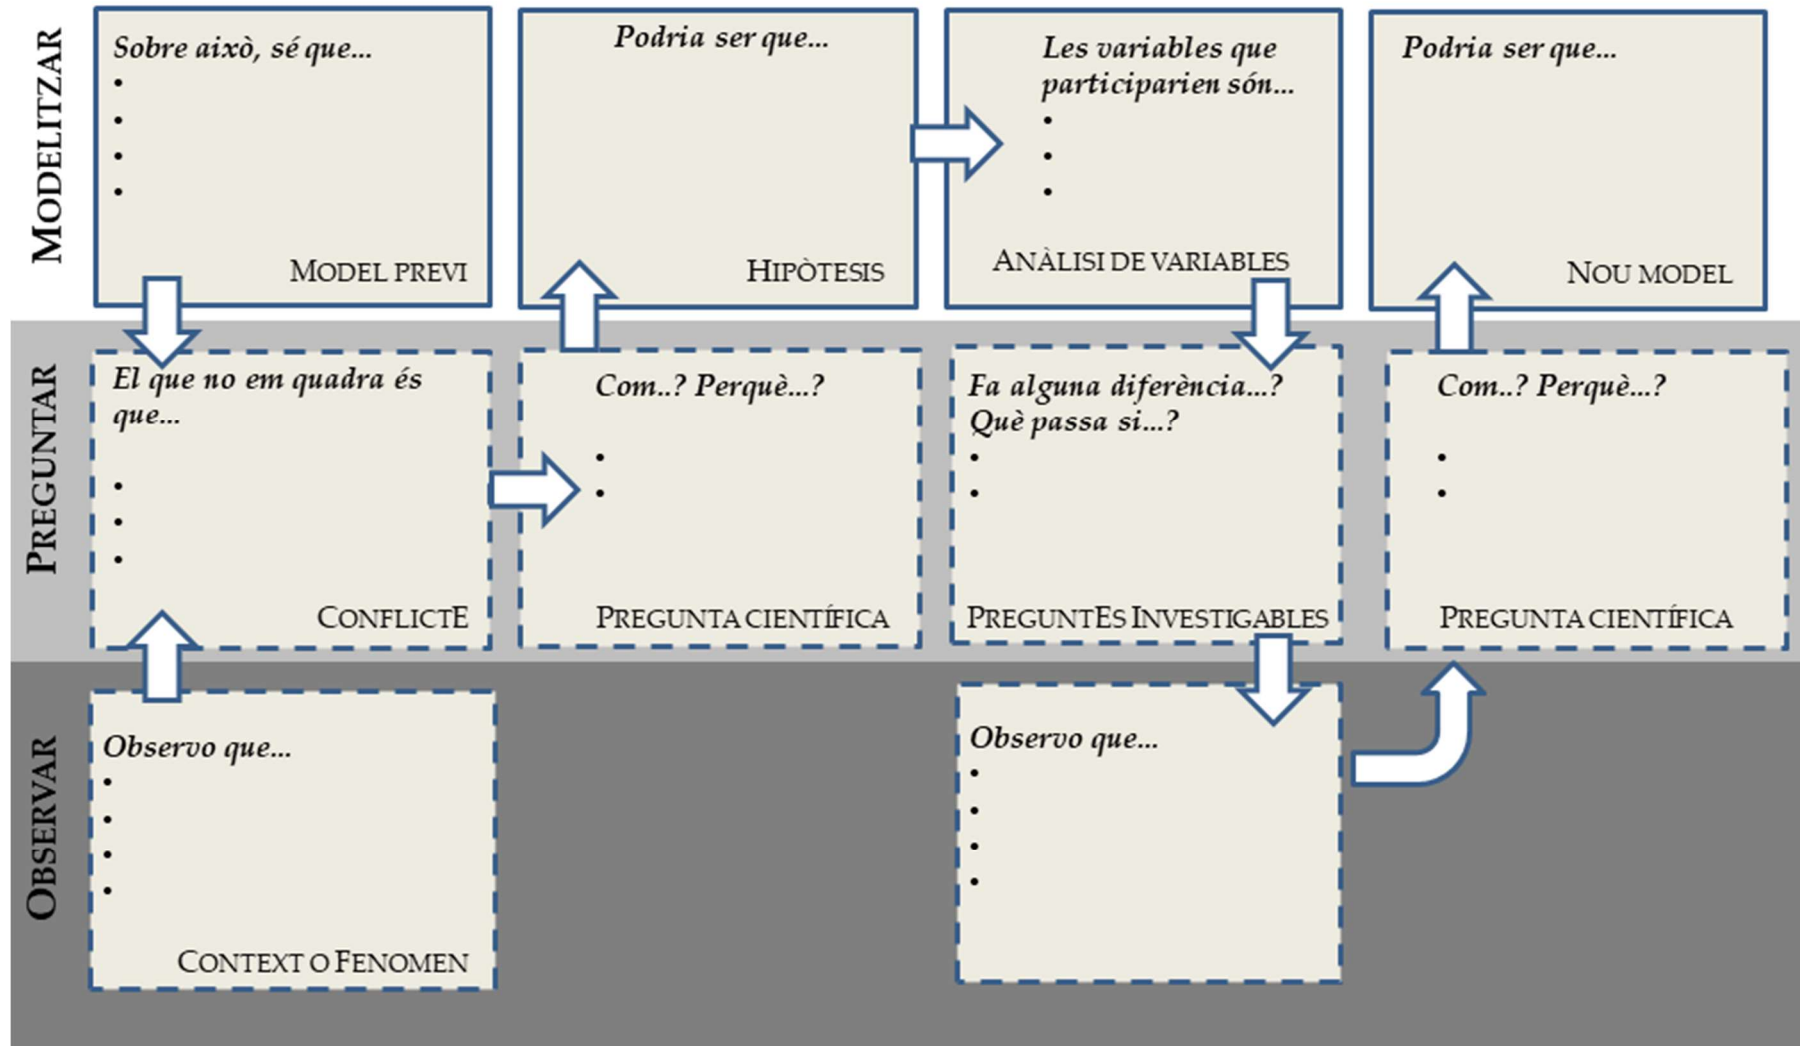 MODELITZAR
Sobre això, sé que...
•
•
•
•
MODEL PREVI
Podria ser que...
HIPÒTESIS
Les variables que
participarien són...
•
•
•
ANÀLISI DE VARIABLES
Podria ser que...
NOU MODEL
PREGUNTAR
El que no em quadra és
que...
•
•
•
CONFLICTE
Com..? Perquè...?
•
•
PREGUNTA CIENTÍFICA
Fa alguna diferència...?
Què passa si...?
•
•
PREGUNTES INVESTIGABLES
Com..? Perquè...?
•
•
PREGUNTA CIENTÍFICA
OBSERVAR
Observo que...
•
•
•
•
CONTEXT O FENOMEN
Observo que...
•
•
•
•